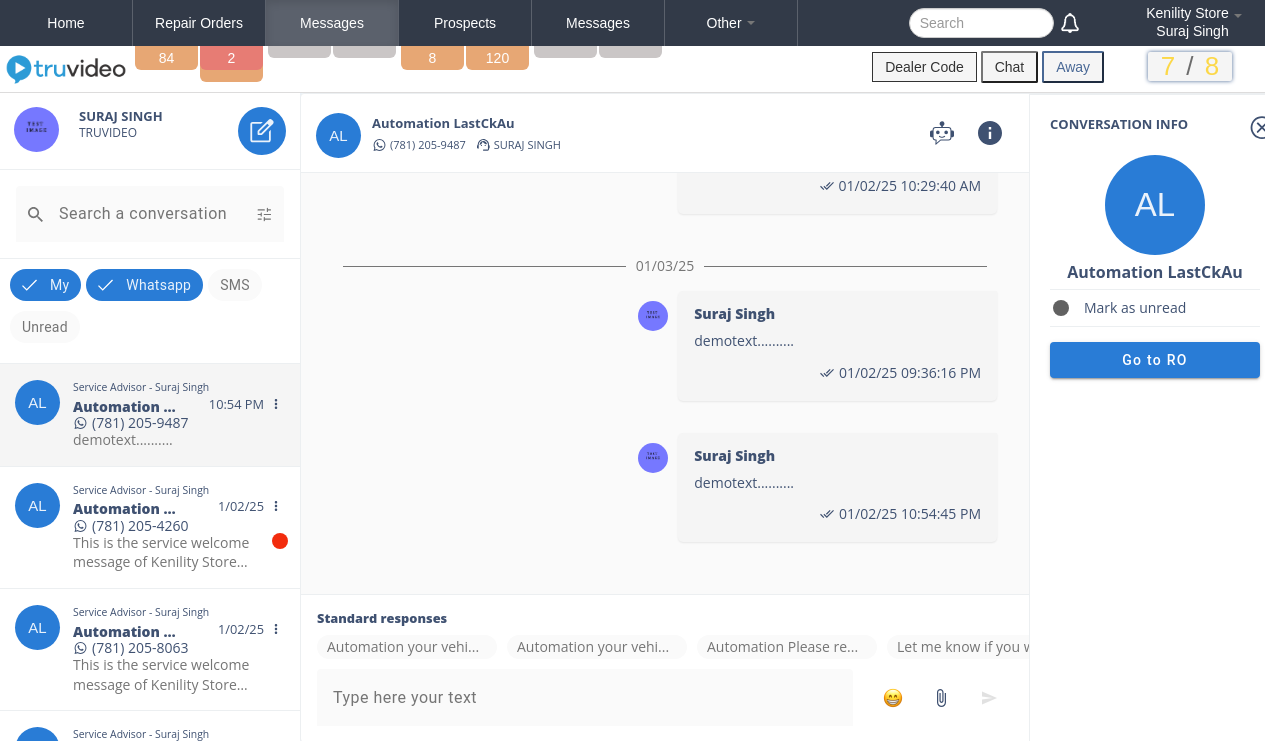 Home
Repair Orders
Messages
Prospects
Messages
Other
Search
Kenility Store
Suraj Singh
truvideo
84
2
8
120
Dealer Code
Chat
Away
7 / 8
SURAJ SINGH
TRUVIDEO
Search a conversation
My
Whatsapp
SMS
Unread
Service Advisor - Suraj Singh
AL
Automation ...
10:54 PM
(781) 205-9487
demotext..........
Service Advisor - Suraj Singh
AL
Automation ...
1/02/25
(781) 205-4260
This is the service welcome
message of Kenility Store...
Service Advisor - Suraj Singh
AL
Automation ...
1/02/25
(781) 205-8063
This is the service welcome
message of Kenility Store...
Service Advisor - Suraj Singh
AL
Automation LastCkAu
(781) 205-9487
SURAJ SINGH
01/02/25 10:29:40 AM
01/03/25
TEXT
IMAGE
Suraj Singh
demotext..........
01/02/25 09:36:16 PM
TEXT
IMAGE
Suraj Singh
demotext..........
01/02/25 10:54:45 PM
Standard responses
Automation your vehi...
Automation your vehi...
Automation Please re...
Let me know if you w
Type here your text
CONVERSATION INFO
AL
Automation LastCkAu
Mark as unread
Go to RO